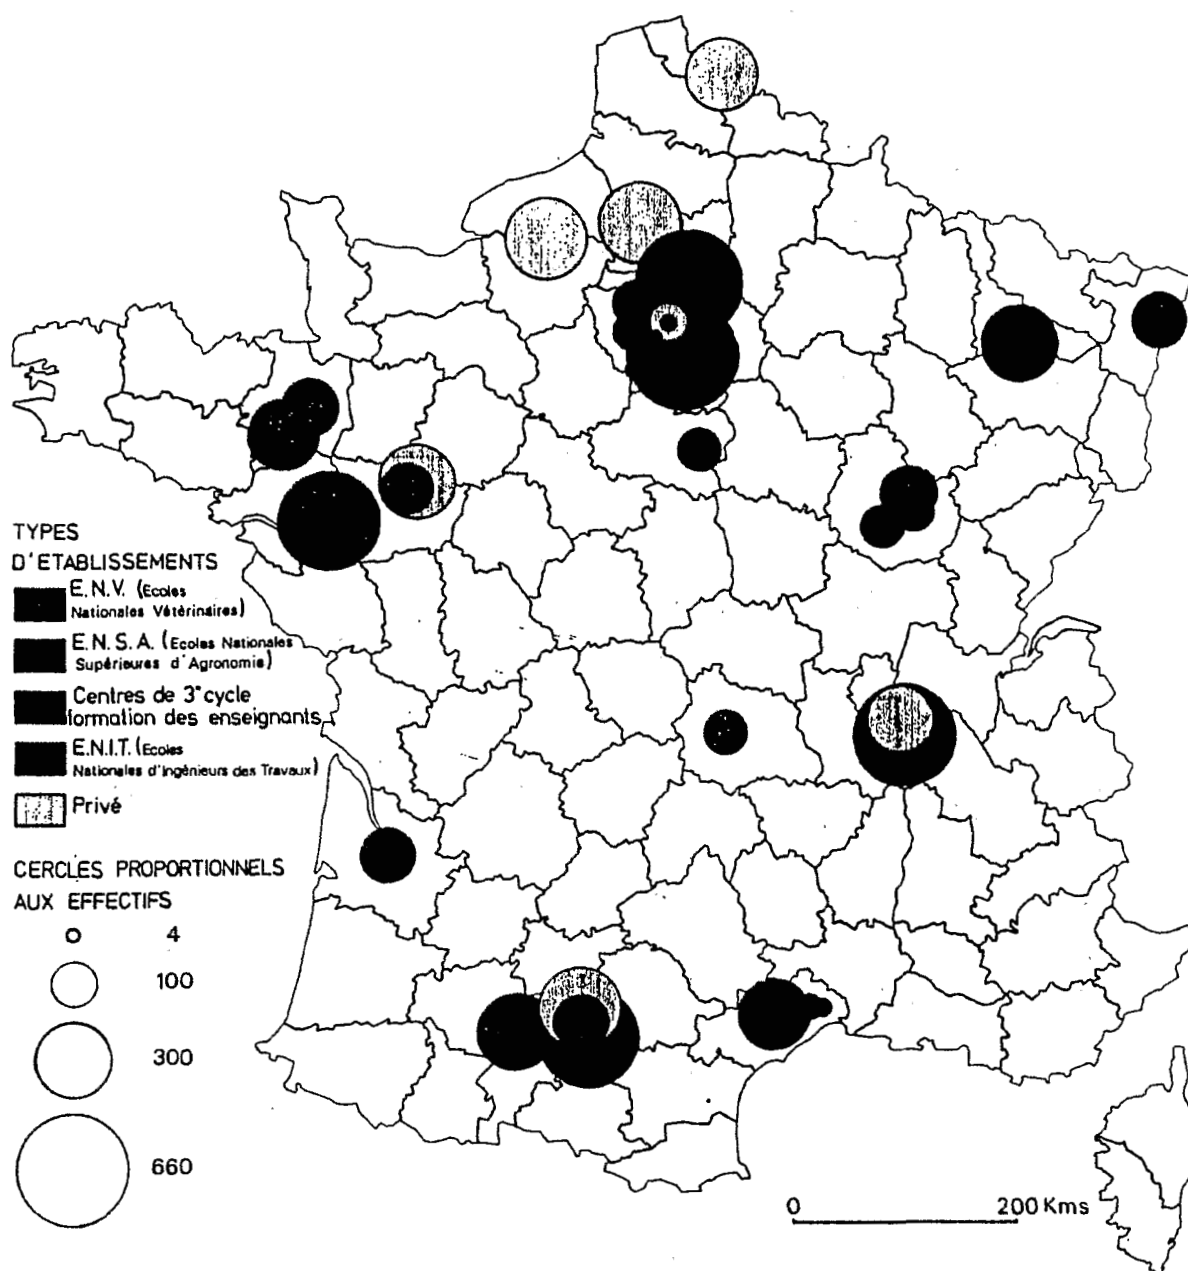 TYPES
D'ETABLISSEMENTS
E.N.V. (Ecoles
Nationales Vétérinaires)
E.N.S.A. (Ecoles Nationales
Supérieures d'Agronomie)
Centres de 3°cycle
formation des enseignants
E.N.I.T. (Ecoles
Nationales d'Ingénieurs des Travaux)
Privé
CERCLES PROPORTIONNELS
AUX EFFECTIFS
4
100
300
660
0 200 Kms